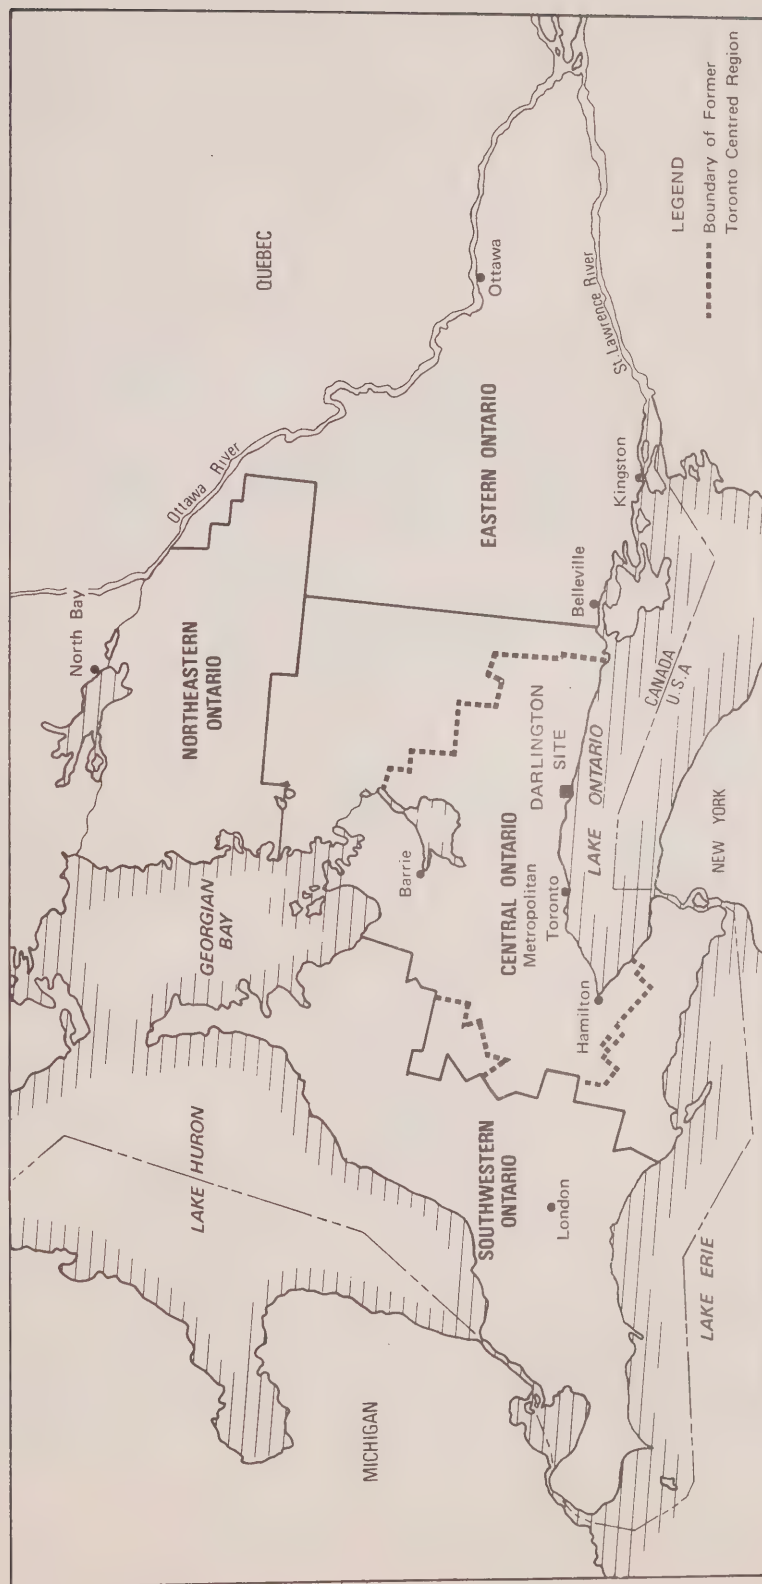 QUEBEC
Ottawa River
North Bay
NORTHEASTERN
ONTARIO
GEORGIAN
BAY
LAKE HURON
MICHIGAN
Ottawa
EASTERN ONTARIO
St. Lawrence River
Kingston
Belleville
Barrie
DARLINGTON
SITE
CENTRAL ONTARIO
Metropolitan
Toronto
Hamilton
LAKE ONTARIO
CANADA
U.S.A
NEW YORK
SOUTHWESTERN
ONTARIO
London
LAKE ERIE
LEGEND
Boundary of Former
Toronto Centred Region